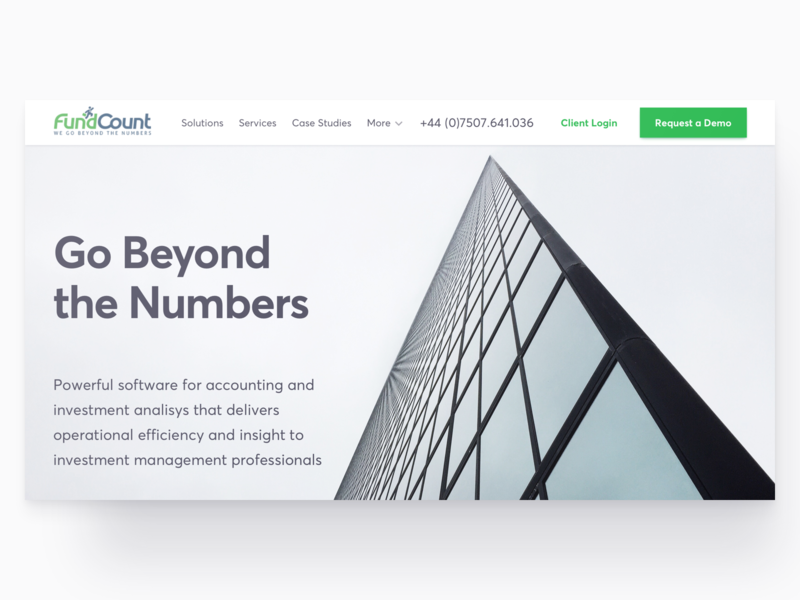 FundCount
WE GO BEYOND THE NUMBERS
Solutions Services Case Studies More +44 (0)7507.641.036 Client Login Request a Demo
Go Beyond
the Numbers
Powerful software for accounting and
investment analisys that delivers
operational efficiency and insight to
investment management professionals